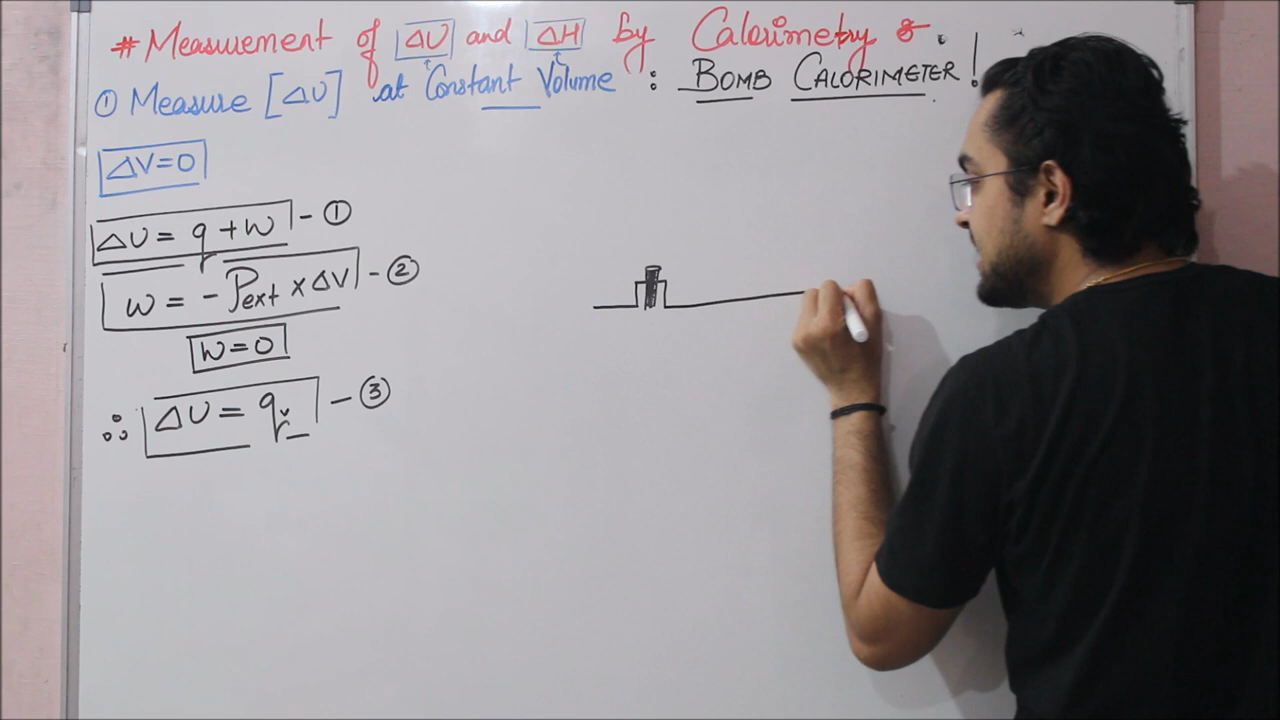 # Measurement of ΔU and ΔH by Calorimetry :
① Measure [ΔU] at Constant Volume : BOMB CALORIMETER!
ΔV=0
ΔU = q + w - ①
w = - Pext × ΔV - ②
w=0
∴ ΔU = qv - ③